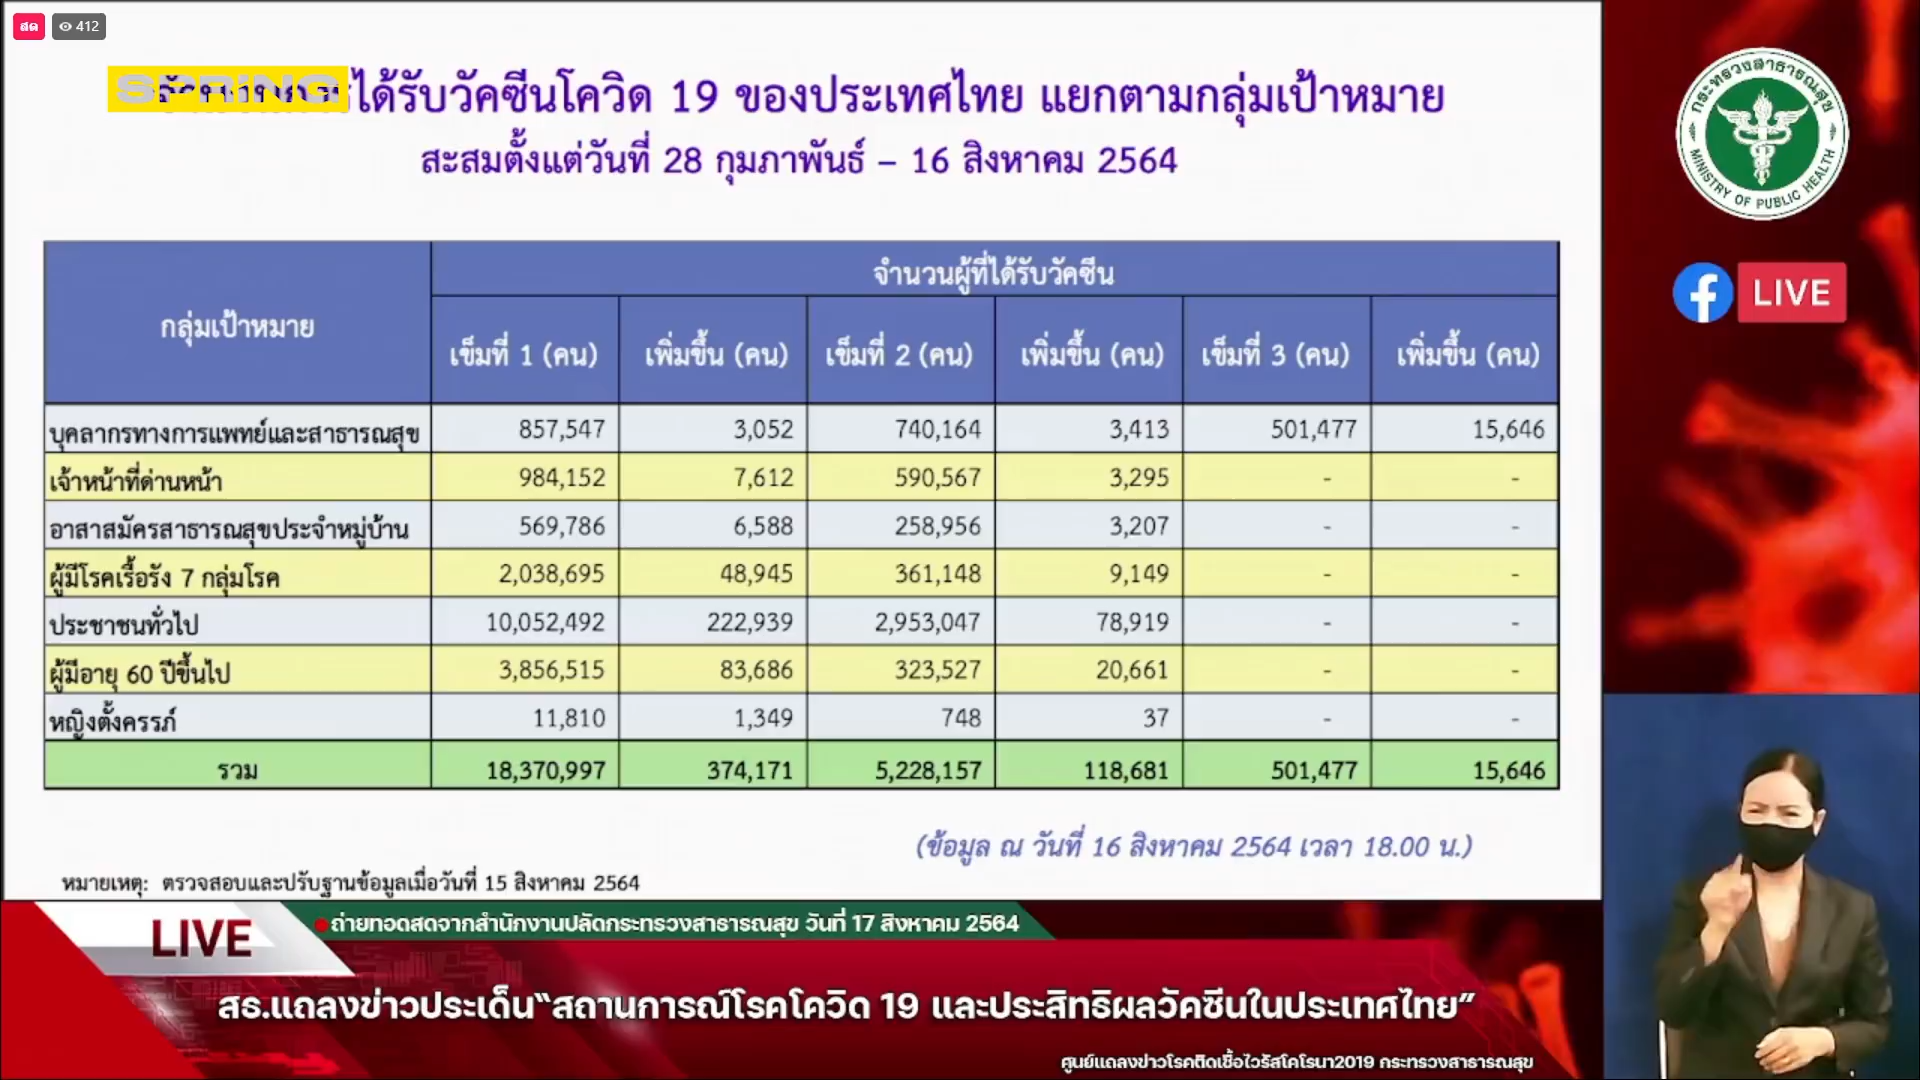 สด 412
SPRiNG
ได้รับวัคซีนโควิด 19 ของประเทศไทย แยกตามกลุ่มเป้าหมาย
สะสมตั้งแต่วันที่ 28 กุมภาพันธ์ – 16 สิงหาคม 2564
กระทรวงสาธารณสุข
MINISTRY OF PUBLIC HEALTH
f LIVE
กลุ่มเป้าหมาย จำนวนผู้ที่ได้รับวัคซีน
เข็มที่ 1 (คน) เพิ่มขึ้น (คน) เข็มที่ 2 (คน) เพิ่มขึ้น (คน) เข็มที่ 3 (คน) เพิ่มขึ้น (คน)
บุคลากรทางการแพทย์และสาธารณสุข 857,547 3,052 740,164 3,413 501,477 15,646
เจ้าหน้าที่ด่านหน้า 984,152 7,612 590,567 3,295 - -
อาสาสมัครสาธารณสุขประจำหมู่บ้าน 569,786 6,588 258,956 3,207 - -
ผู้มีโรคเรื้อรัง 7 กลุ่มโรค 2,038,695 48,945 361,148 9,149 - -
ประชาชนทั่วไป 10,052,492 222,939 2,953,047 78,919 - -
ผู้มีอายุ 60 ปีขึ้นไป 3,856,515 83,686 323,527 20,661 - -
หญิงตั้งครรภ์ 11,810 1,349 748 37 - -
รวม 18,370,997 374,171 5,228,157 118,681 501,477 15,646
(ข้อมูล ณ วันที่ 16 สิงหาคม 2564 เวลา 18.00 น.)
หมายเหตุ: ตรวจสอบและปรับฐานข้อมูลเมื่อวันที่ 15 สิงหาคม 2564
LIVE
ถ่ายทอดสดจากสำนักงานปลัดกระทรวงสาธารณสุข วันที่ 17 สิงหาคม 2564
สธ.แถลงข่าวประเด็น“สถานการณ์โรคโควิด 19 และประสิทธิผลวัคซีนในประเทศไทย”
ศูนย์แถลงข่าวโรคติดเชื้อไวรัสโคโรนา2019 กระทรวงสาธารณสุข